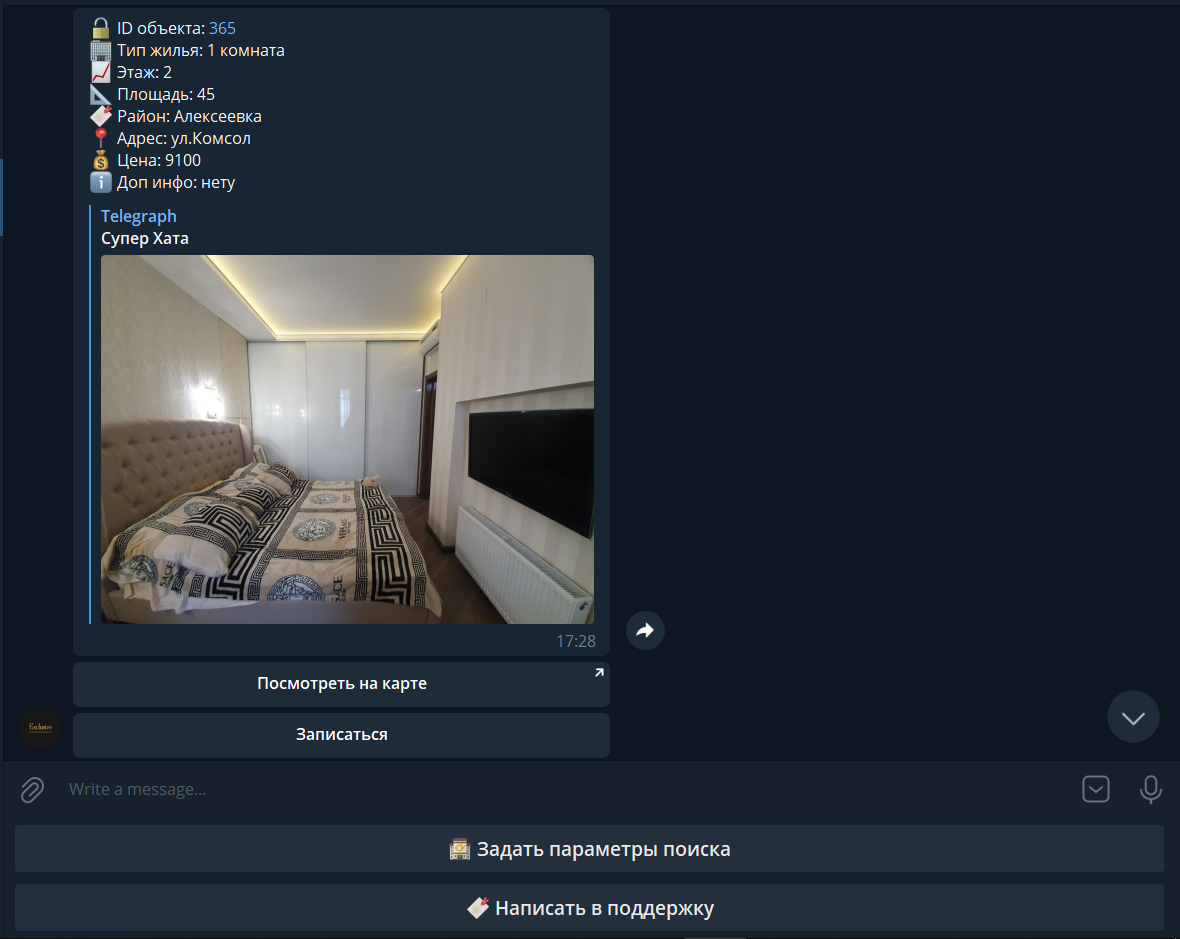 ID объекта: 365
Тип жилья: 1 комната
Этаж: 2
Площадь: 45
Район: Алексеевка
Адрес: ул.Комсол
Цена: 9100
Доп инфо: нету
Telegraph
Супер Хата
17:28
Посмотреть на карте
Exclusive
Записаться
Write a message...
Задать параметры поиска
Написать в поддержку